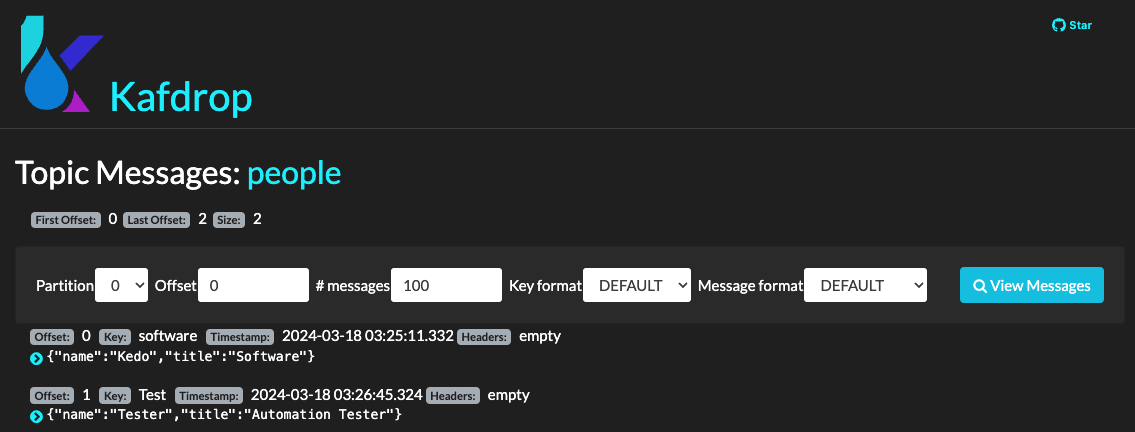 Star
Kafdrop
Topic Messages: people
First Offset: 0 Last Offset: 2 Size: 2
Partition 0 Offset 0 # messages 100 Key format DEFAULT Message format DEFAULT View Messages
Offset: 0 Key: software Timestamp: 2024-03-18 03:25:11.332 Headers: empty
{"name":"Kedo","title":"Software"}
Offset: 1 Key: Test Timestamp: 2024-03-18 03:26:45.324 Headers: empty
{"name":"Tester","title":"Automation Tester"}